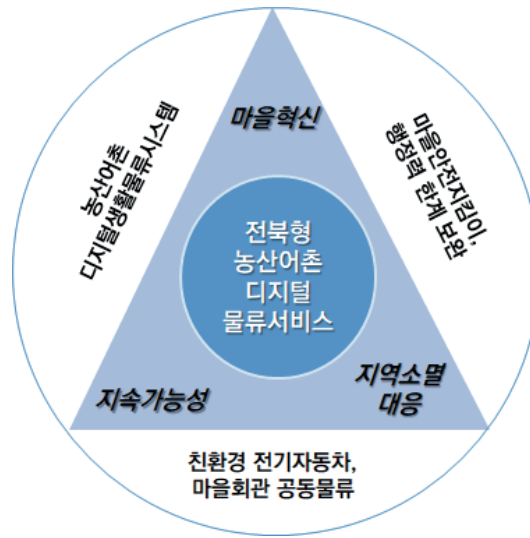 마을혁신
농산어촌
디지털생활물류시스템
마을안전지킴이,
행정력 한계 보완
전북형
농산어촌
디지털
물류서비스
지속가능성
지역소멸
대응
친환경 전기자동차,
마을회관 공동물류